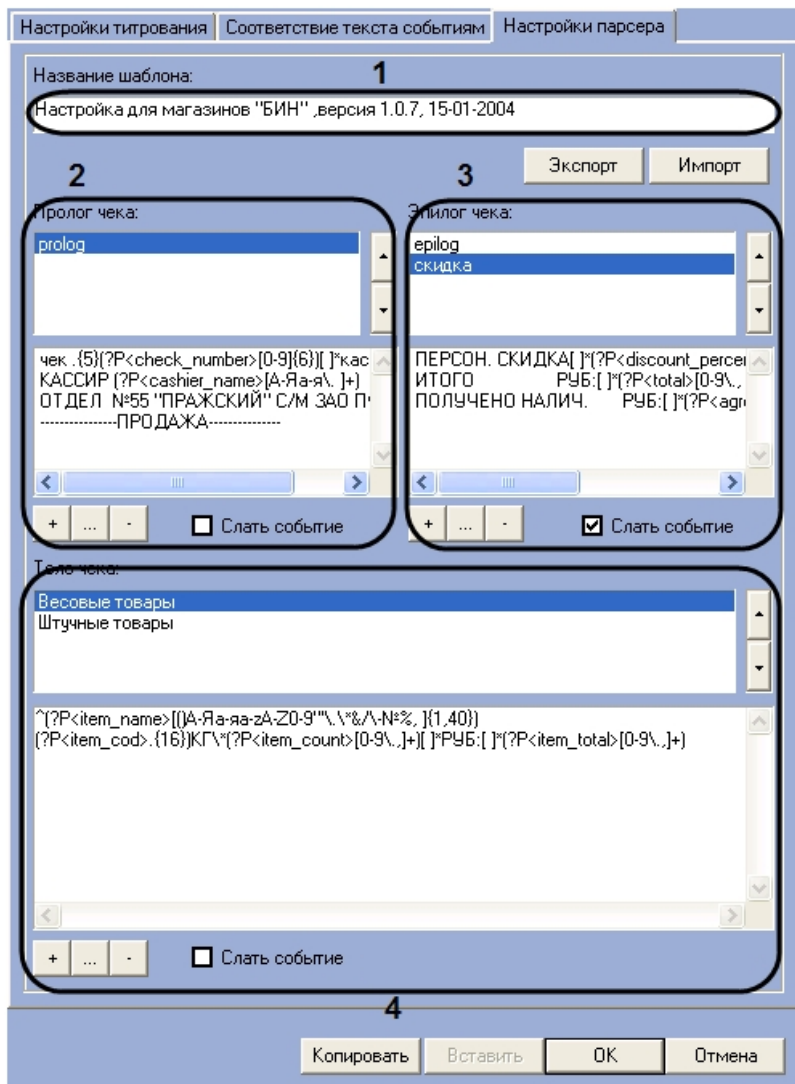 Настройки титрования Соответствие текста событиям Настройки парсера
Название шаблона:
1
Настройка для магазинов "БИН" ,версия 1.0.7, 15-01-2004
Экспорт Импорт
2
3
Пролог чека:
prolog
чек .{5}(?P<check_number>[0-9]{6})[ ]*кас
КАССИР (?P<cashier_name>[А-Яа-я\. ]+)
ОТДЕЛ №55 "ПРАЖСКИЙ" С/М ЗАО П
----------------ПРОДАЖА---------------
+ ... - Слать событие
Эпилог чека:
epilog
скидка
ПЕРСОН. СКИДКА[ ]*(?P<discount_percer
ИТОГО РУБ:[ ]*(?P<total>[0-9\.,
ПОЛУЧЕНО НАЛИЧ. РУБ:[ ]*(?P<agr
+ ... - Слать событие
Тело чека:
Весовые товары
Штучные товары
^(?P<item_name>[()А-Яа-яa-zA-Z0-9'"\.\*&/\-№%, ]{1,40})
(?P<item_cod>.{16})КГ\*(?P<item_count>[0-9\.,]+)[ ]*РУБ:[ ]*(?P<item_total>[0-9\.,]+)
+ ... - Слать событие
4
Копировать Вставить OK Отмена